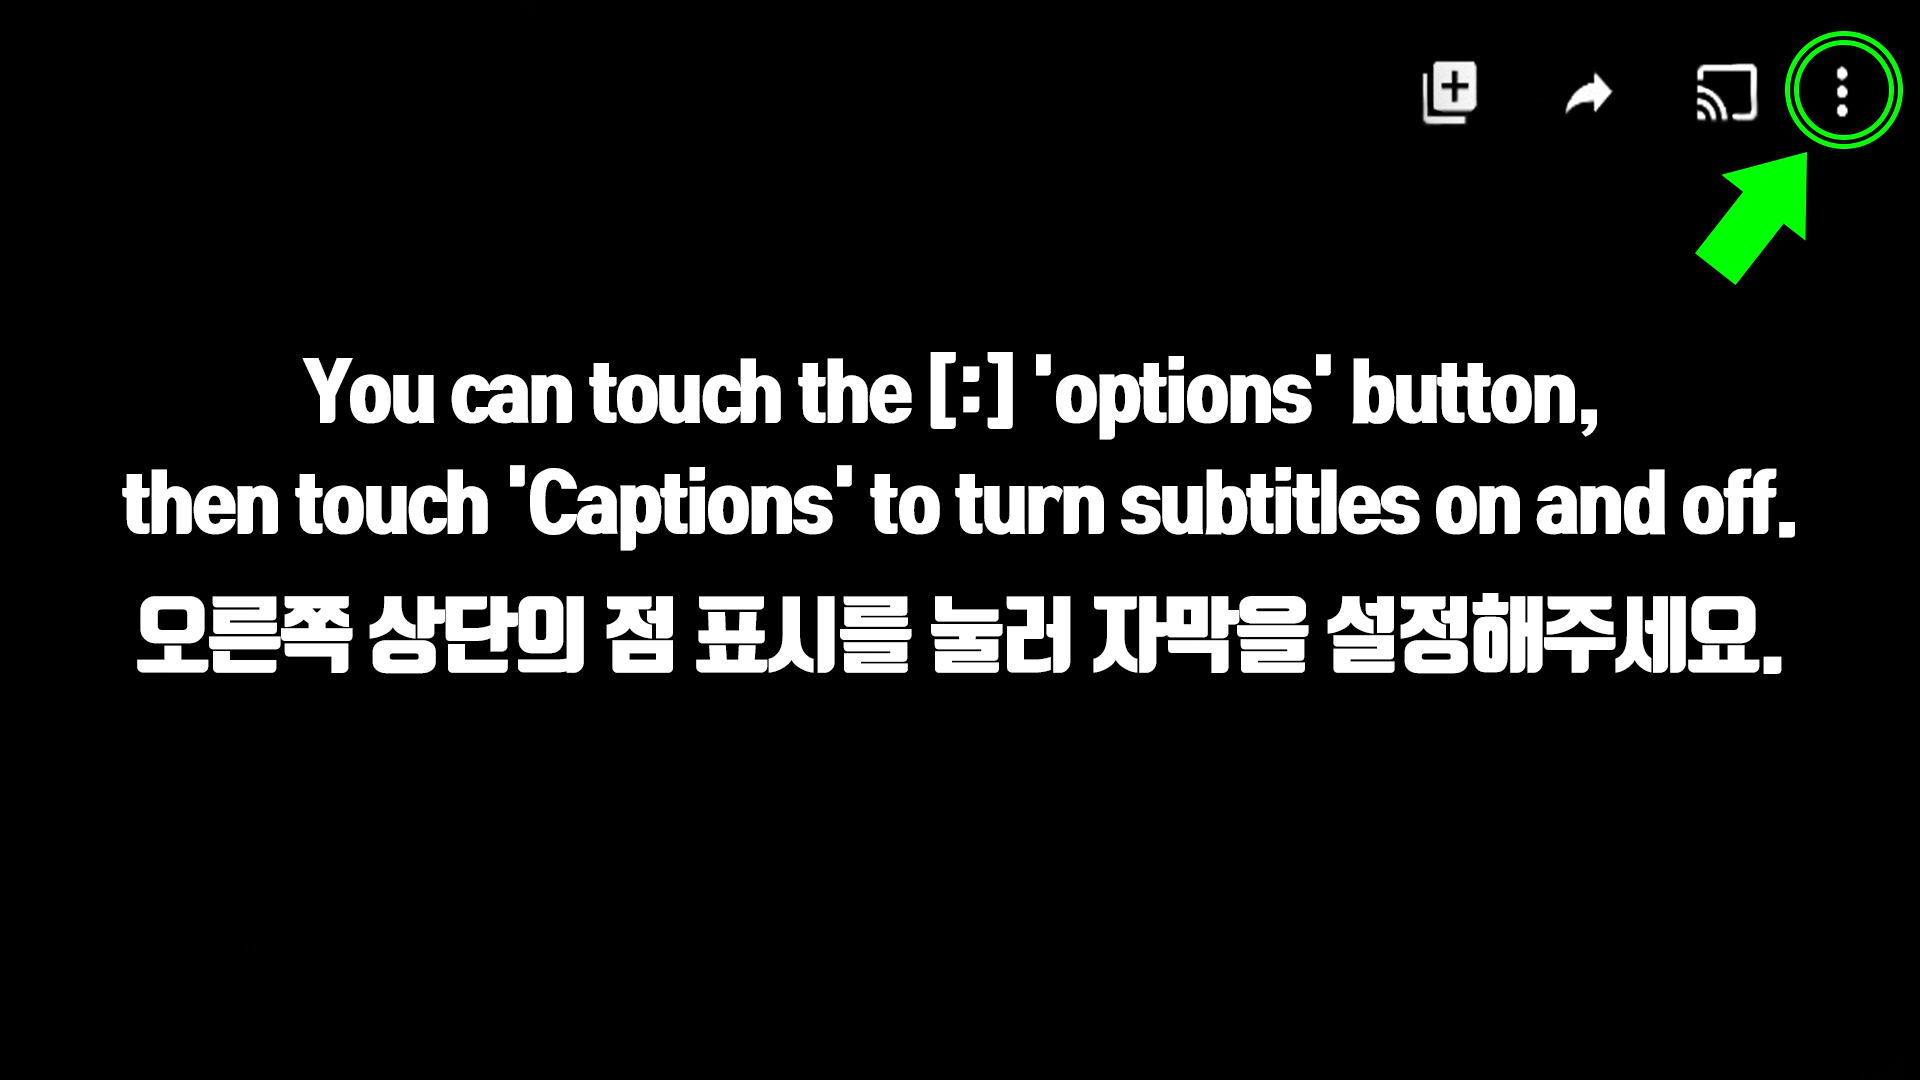 You can touch the [:] 'options' button,
then touch 'Captions' to turn subtitles on and off.
오른쪽 상단의 점 표시를 눌러 자막을 설정해주세요.